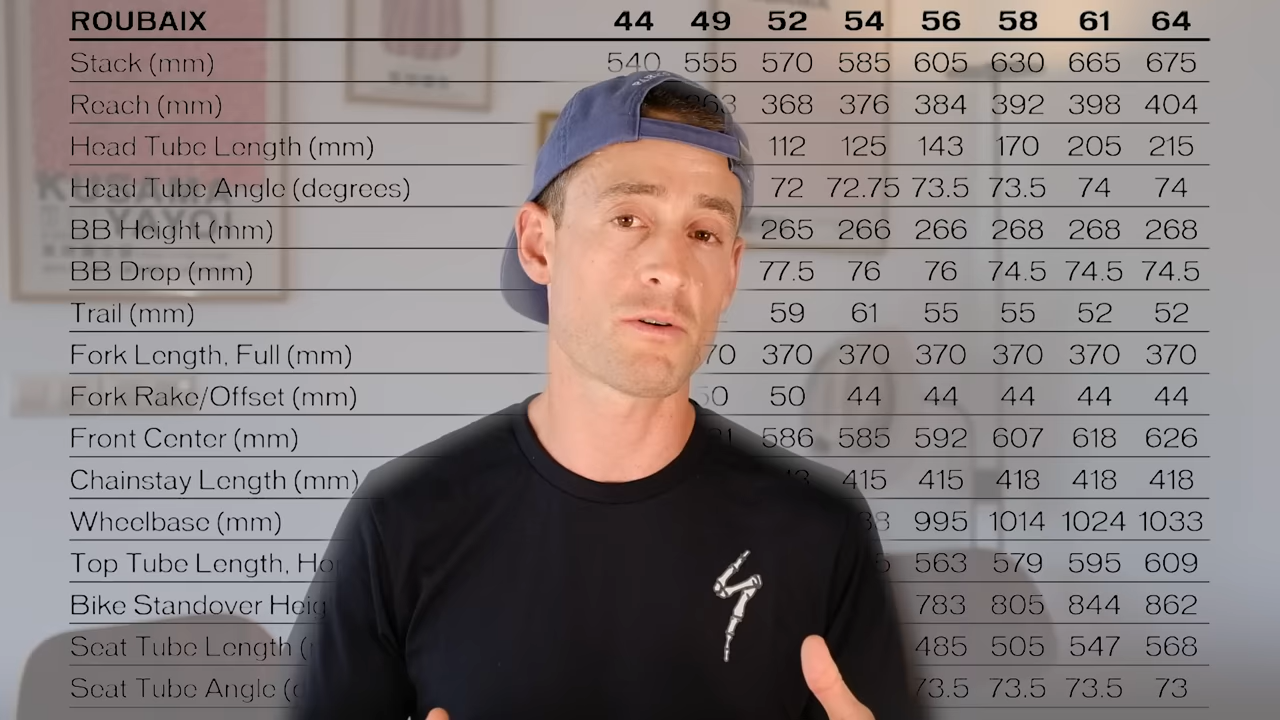 ROUBAIX 44 49 52 54 56 58 61 64
Stack (mm) 540 555 570 585 605 630 665 675
Reach (mm) 363 368 376 384 392 398 404
Head Tube Length (mm) 112 125 143 170 205 215
Head Tube Angle (degrees) 72 72.75 73.5 73.5 74 74
BB Height (mm) 265 266 266 268 268 268
BB Drop (mm) 77.5 76 76 74.5 74.5 74.5
Trail (mm) 59 61 55 55 52 52
Fork Length, Full (mm) 370 370 370 370 370 370
Fork Rake/Offset (mm) 50 44 44 44 44 44
Front Center (mm) 586 585 592 607 618 626
Chainstay Length (mm) 415 415 418 418 418
Wheelbase (mm) 995 1014 1024 1033
Top Tube Length, 563 579 595 609
Bike Standover 783 805 844 862
Seat Tube Length 485 505 547 568
Seat Tube Angle 73.5 73.5 73.5 73
KUSAMA
YAYOI